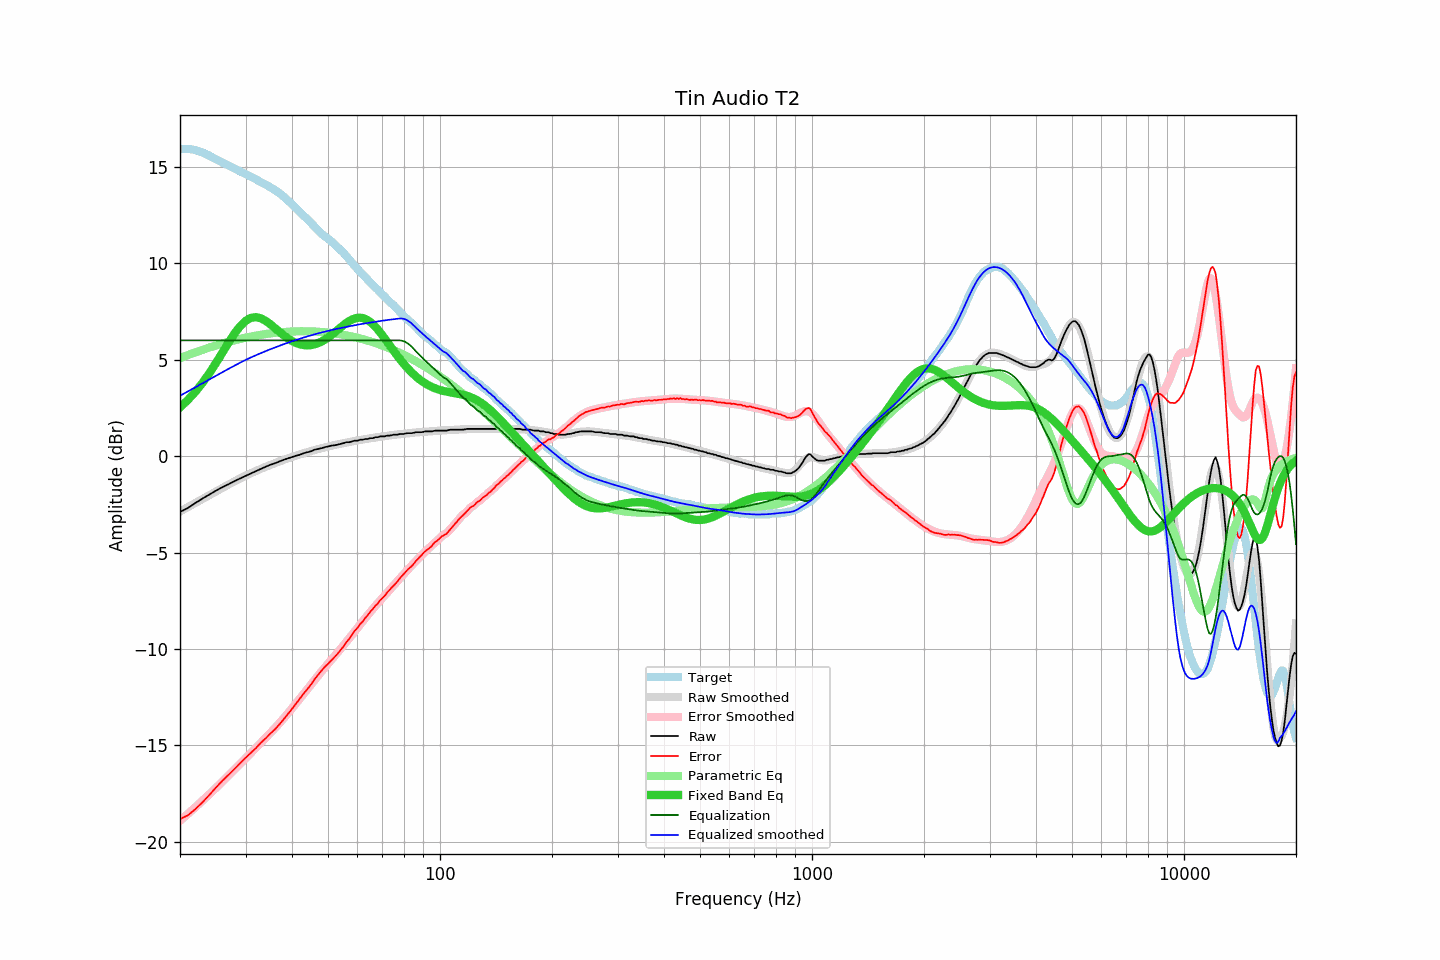 Tin Audio T2
15
10
5
0
−5
−10
−15
−20
Amplitude (dBr)
Target
Raw Smoothed
Error Smoothed
Raw
Error
Parametric Eq
Fixed Band Eq
Equalization
Equalized smoothed
100
1000
10000
Frequency (Hz)